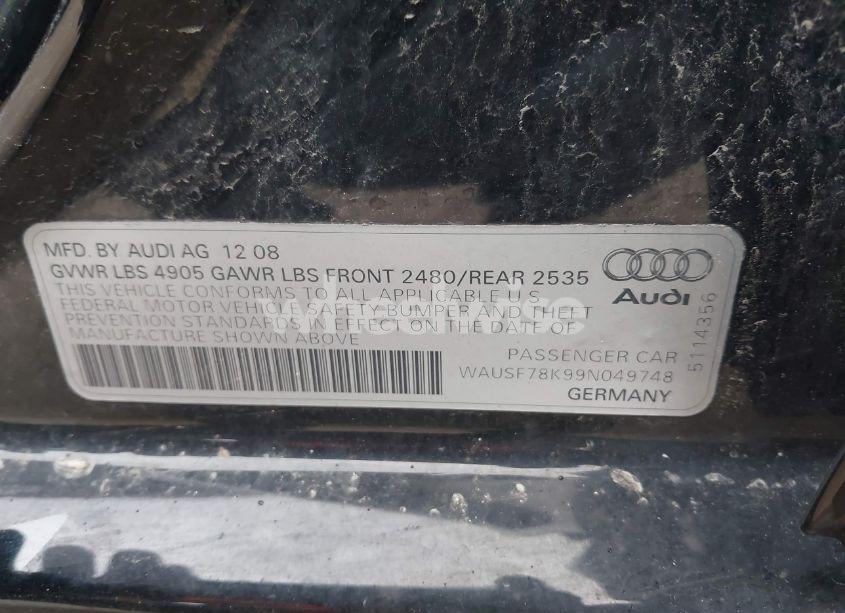 MFD. BY AUDI AG 12 08
GVWR LBS 4905 GAWR LBS FRONT 2480/REAR 2535
THIS VEHICLE CONFORMS TO ALL APPLICABLE U S
FEDERAL MOTOR VEHICLE SAFETY BUMPER AND THEFT
PREVENTION STANDARDS IN EFFECT ON THE DATE OF
MANUFACTURE SHOWN ABOVE
Audi
PASSENGER CAR
WAUSF78K99N049748
GERMANY
5114356